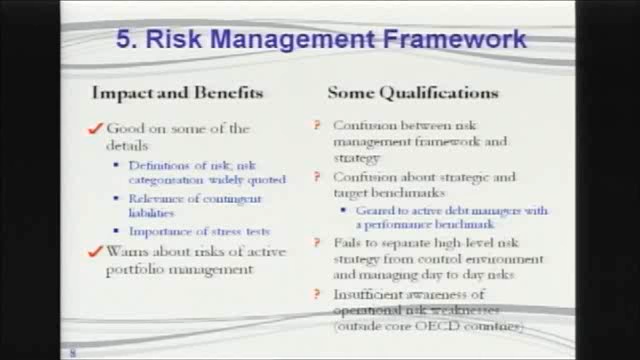 5. Risk Management Framework
Impact and Benefits
✓ Good on some of the
details
▪ Definitions of risk, risk
categorisation widely quoted
▪ Relevance of contingent
liabilities
▪ Importance of stress tests
✓ Warns about risks of active
portfolio management
Some Qualifications
? Confusion between risk
management framework and
strategy
? Confusion about strategic and
target benchmarks
▪ Geared to active debt managers with
a performance benchmark
? Fails to separate high-level risk
strategy from control environment
and managing day to day risks
? Insufficient awareness of
operational risk weaknesses
(outside core OECD countries)
8